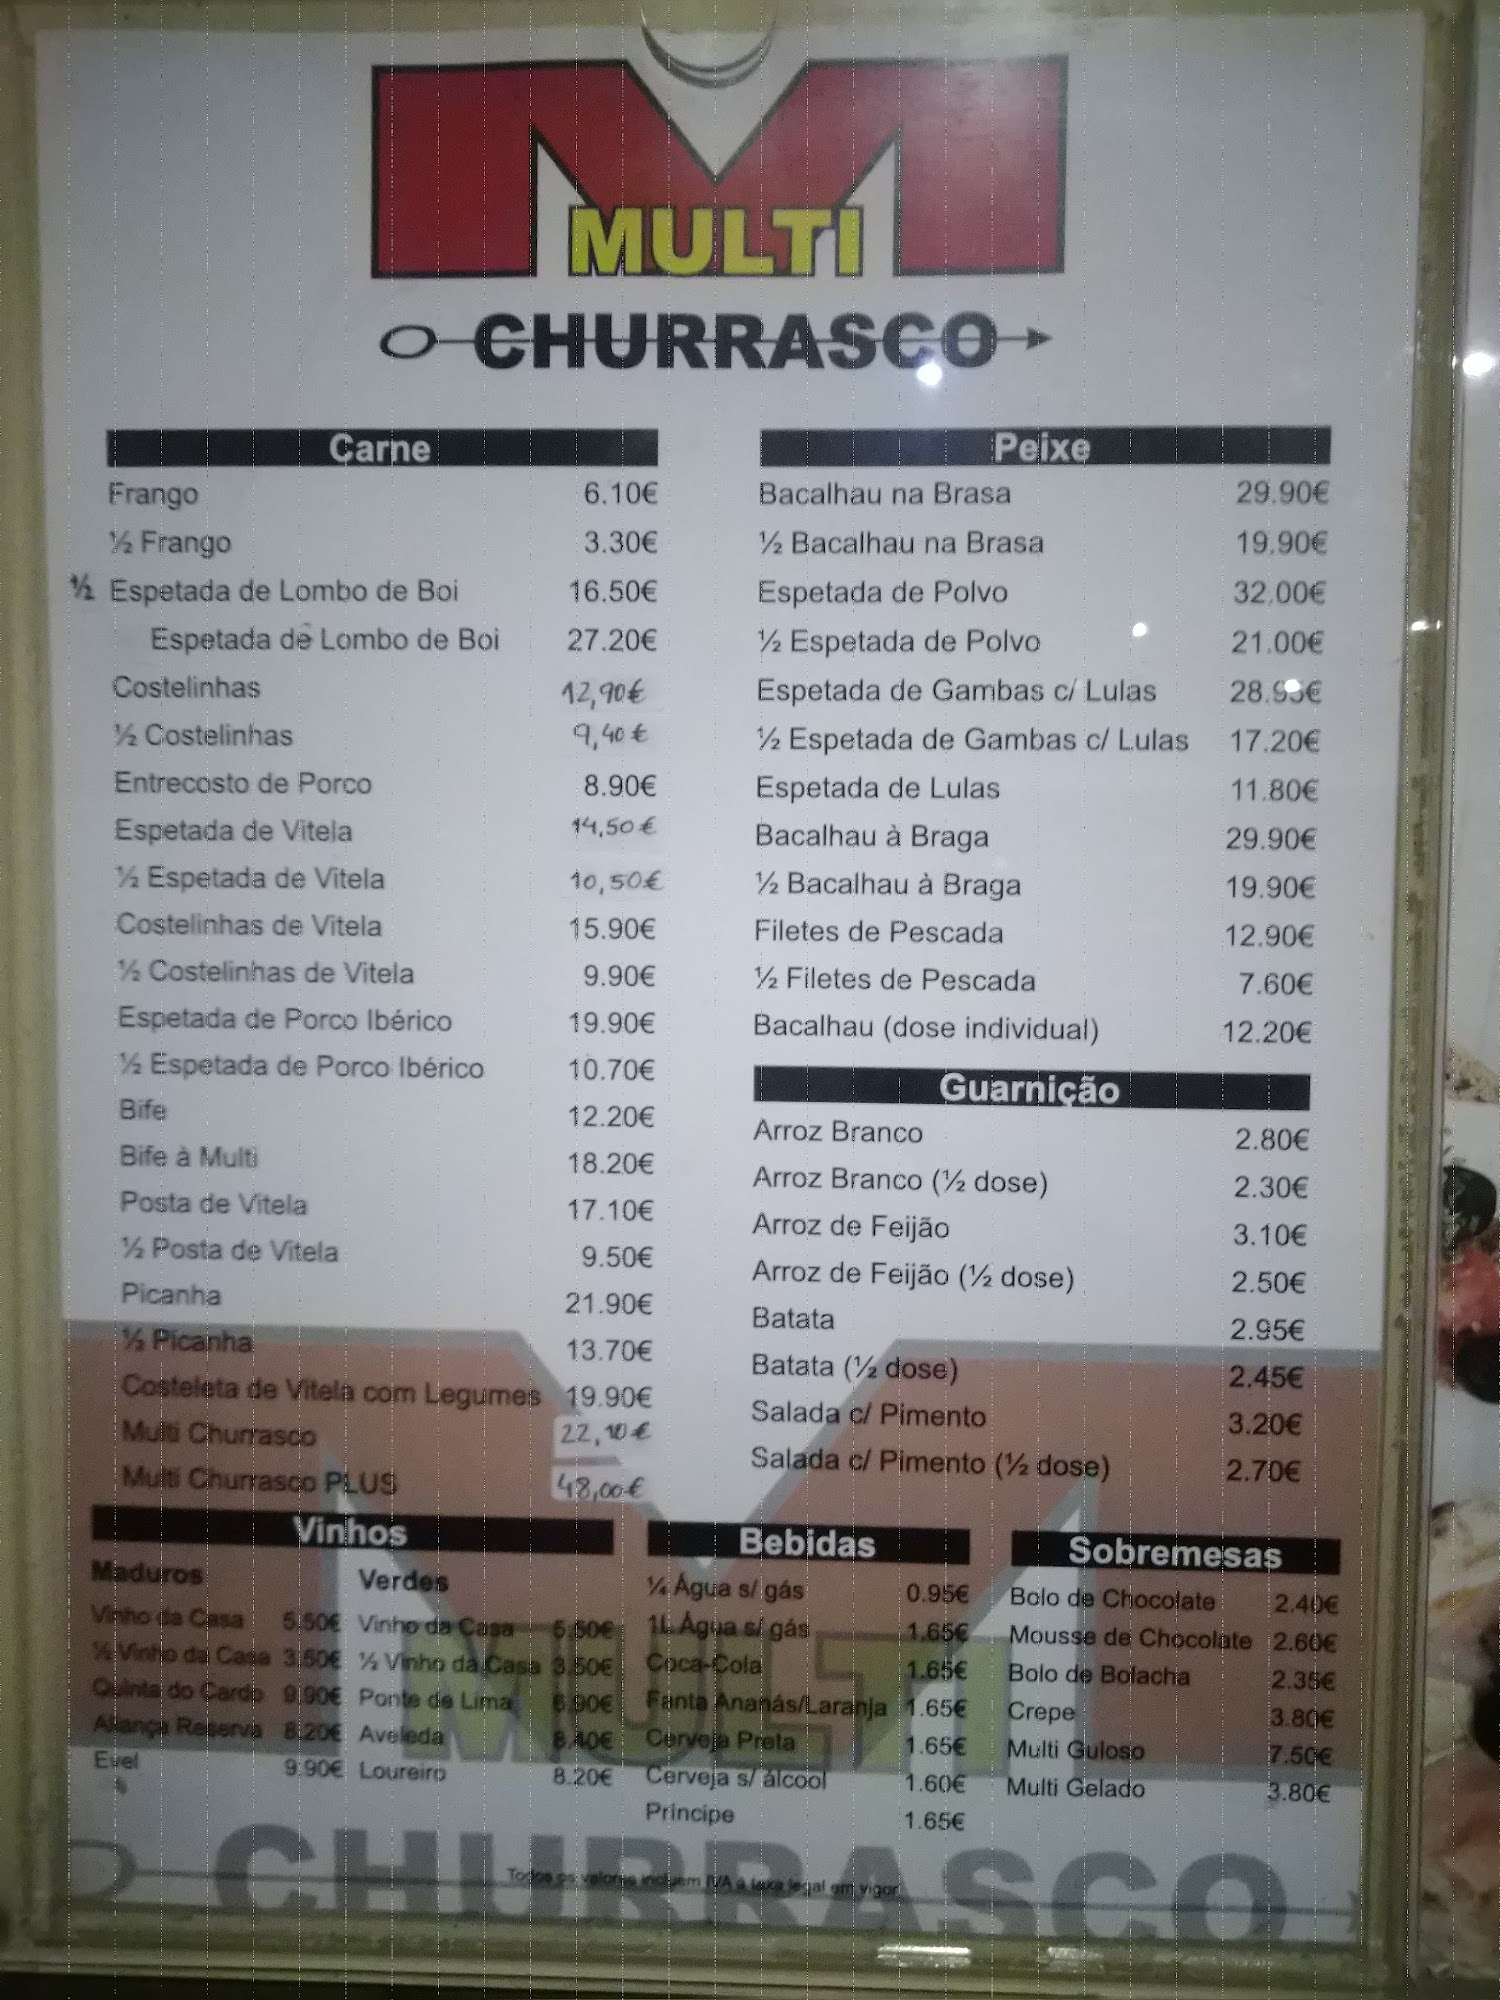 MULTI
CHURRASCO
Carne
Frango 6.10€
½ Frango 3.30€
½ Espetada de Lombo de Boi 16.50€
Espetada de Lombo de Boi 27.20€
Costelinhas 12,90€
½ Costelinhas 9,40€
Entrecosto de Porco 8.90€
Espetada de Vitela 14,50€
½ Espetada de Vitela 10,50€
Costelinhas de Vitela 15.90€
½ Costelinhas de Vitela 9.90€
Espetada de Porco Ibérico 19.90€
½ Espetada de Porco Ibérico 10.70€
Bife 12.20€
Bife à Multi 18.20€
Posta de Vitela 17.10€
½ Posta de Vitela 9.50€
Picanha 21.90€
½ Picanha 13.70€
Costeleta de Vitela com Legumes 19.90€
Multi Churrasco 22,10€
Multi Churrasco PLUS 48,00€
Peixe
Bacalhau na Brasa 29.90€
½ Bacalhau na Brasa 19.90€
Espetada de Polvo 32.00€
½ Espetada de Polvo 21.00€
Espetada de Gambas c/ Lulas
½ Espetada de Gambas c/ Lulas 17.20€
Espetada de Lulas 11.80€
Bacalhau à Braga 29.90€
½ Bacalhau à Braga 19.90€
Filetes de Pescada 12.90€
½ Filetes de Pescada 7.60€
Bacalhau (dose individual) 12.20€
Guarnição
Arroz Branco 2.80€
Arroz Branco (½ dose) 2.30€
Arroz de Feijão 3.10€
Arroz de Feijão (½ dose) 2.50€
Batata 2.95€
Batata (½ dose) 2.45€
Salada c/ Pimento 3.20€
Salada c/ Pimento (½ dose) 2.70€
Vinhos
Maduros
Vinho da Casa 5.50€
½ Vinho da Casa 3.50€
Quinta do Cardo 9.90€
Aliança Reserva 8.20€
Evel 9.90€
Verdes
Vinho da Casa 5.50€
½ Vinho da Casa 3.50€
Ponte de Lima 6.90€
Aveleda 8.40€
Loureiro 8.20€
Bebidas
¼ Água s/ gás 0.95€
1L Água s/ gás 1.65€
Coca-Cola 1.65€
Fanta Ananás/Laranja 1.65€
Cerveja Preta 1.65€
Cerveja s/ álcool 1.60€
Príncipe 1.65€
Sobremesas
Bolo de Chocolate 2.40€
Mousse de Chocolate 2.60€
Bolo de Bolacha 2.35€
Crepe 3.80€
Multi Guloso 7.50€
Multi Gelado 3.80€
MULTI
CHURRASCO
Todos os valores incluem IVA à taxa legal em vigor